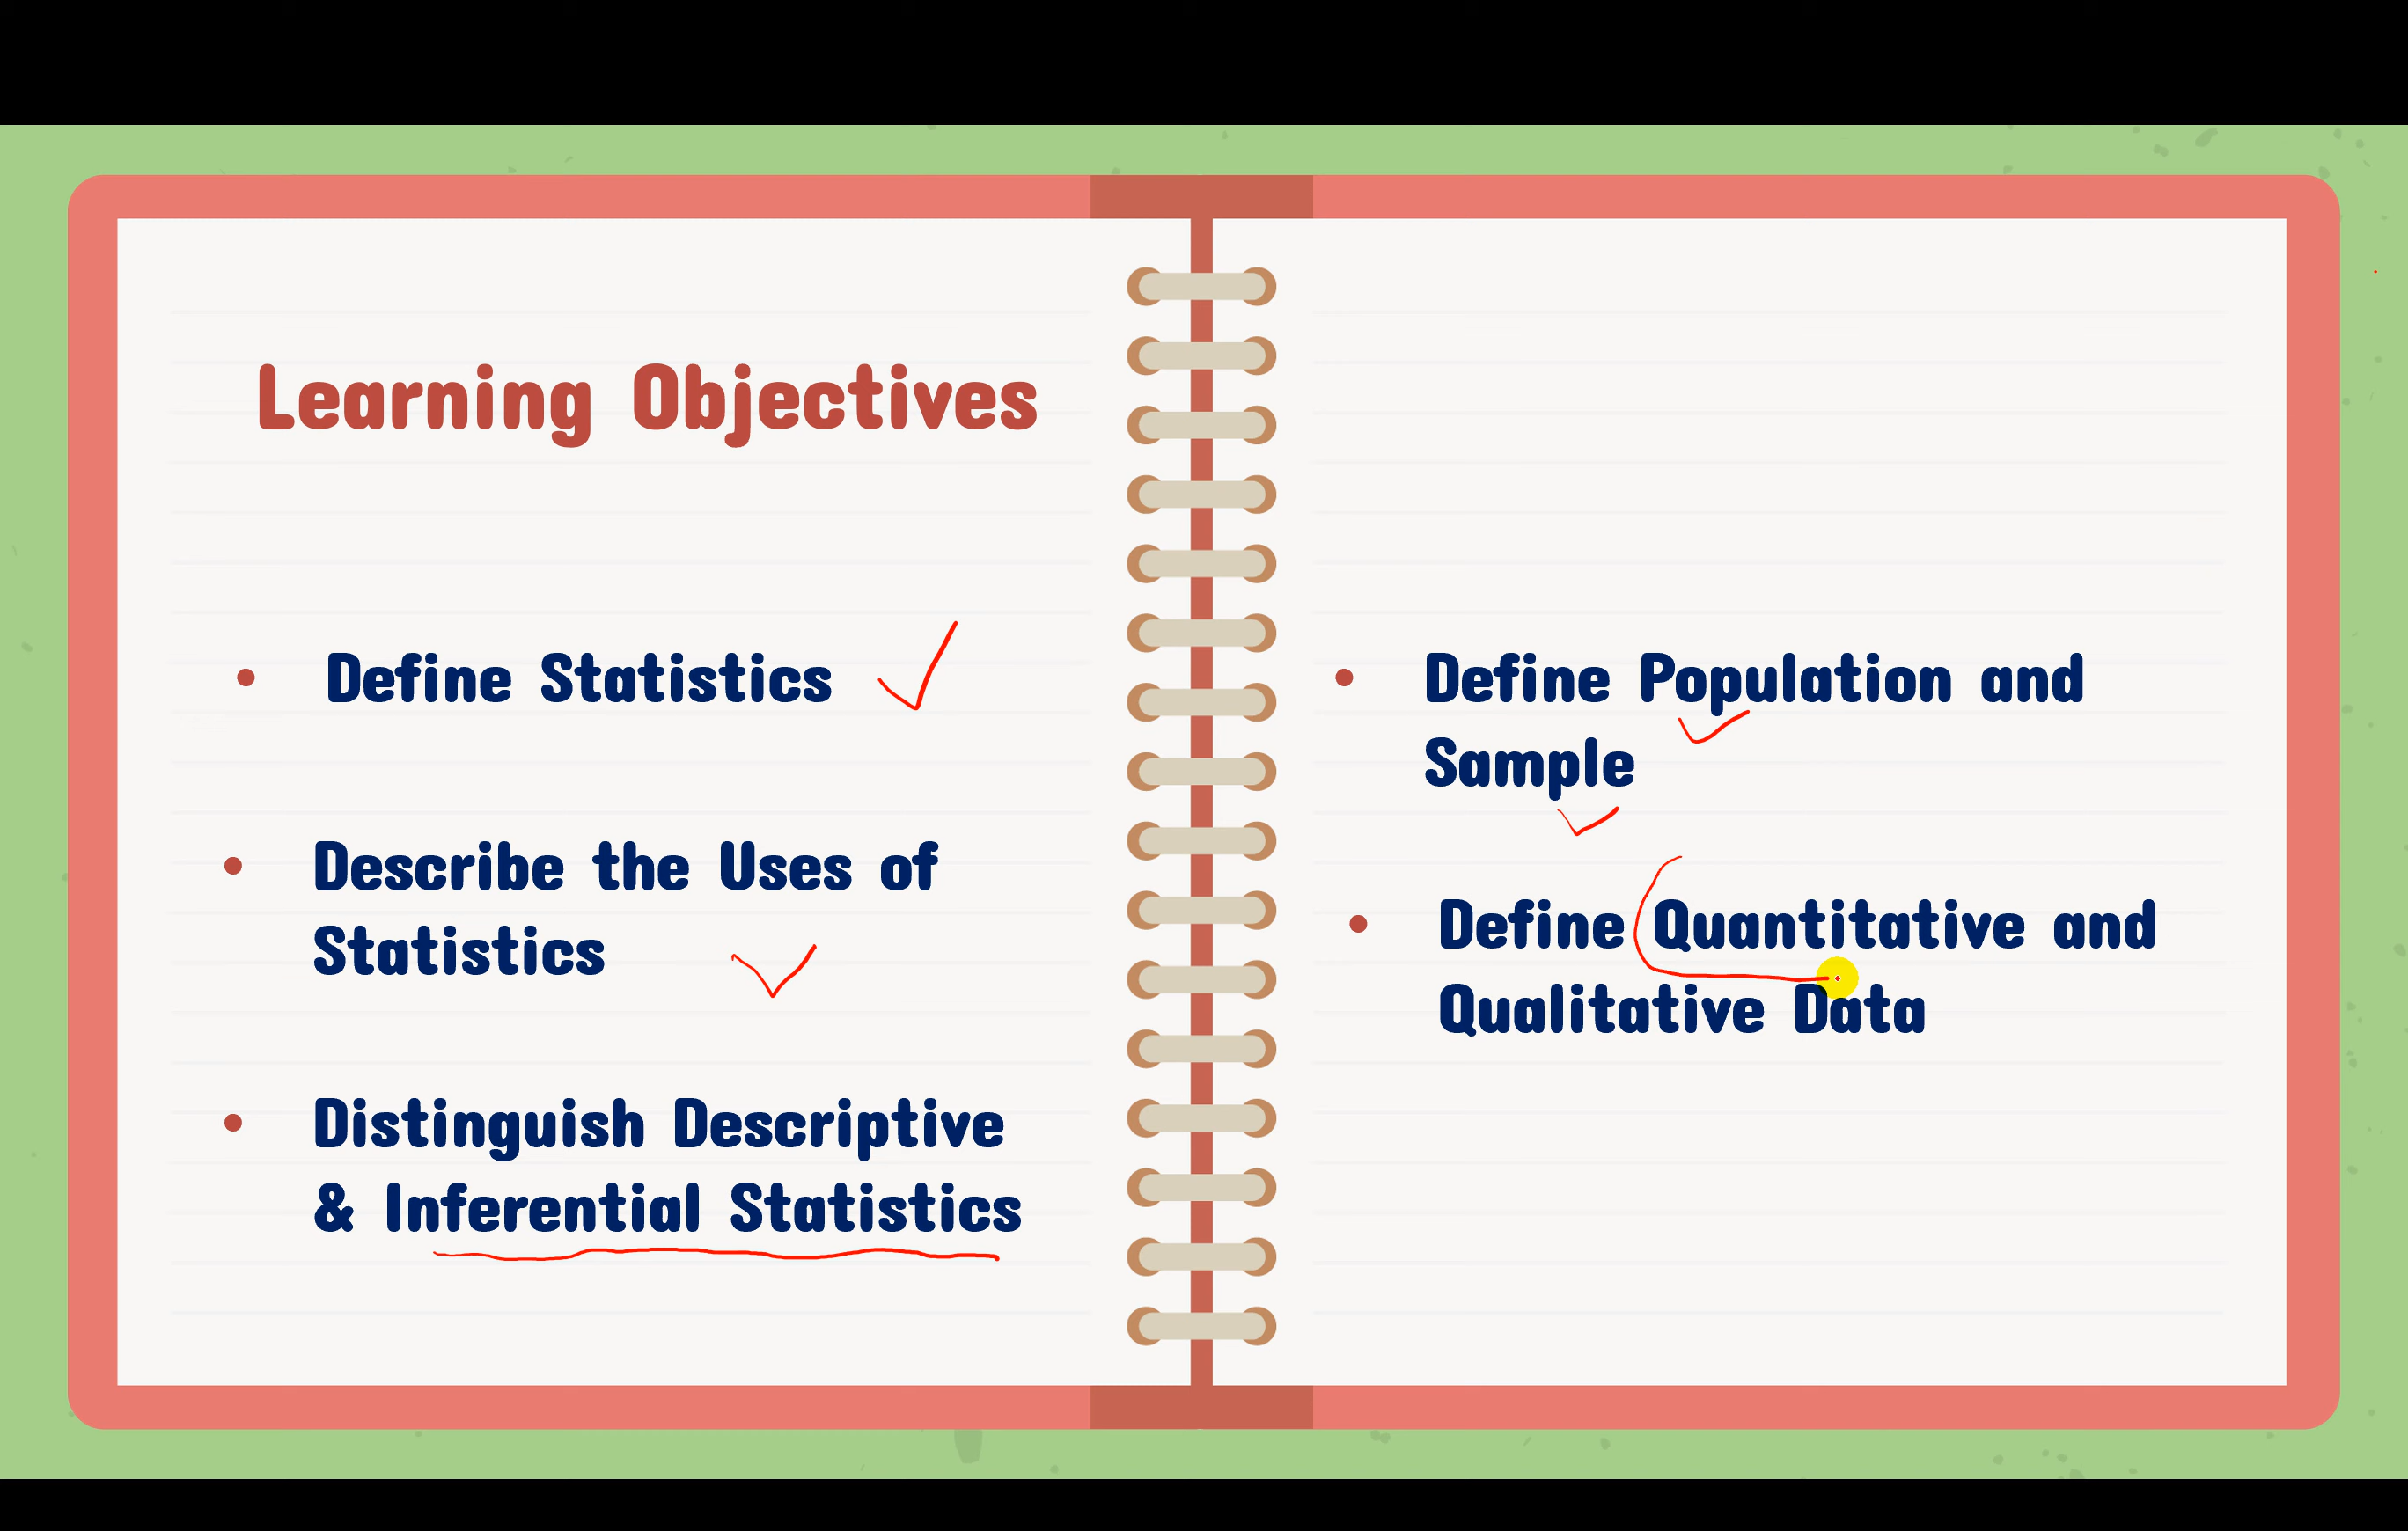 Learning Objectives
• Define Statistics
• Describe the Uses of
Statistics
• Distinguish Descriptive
& Inferential Statistics
• Define Population and
Sample
• Define Quantitative and
Qualitative Data